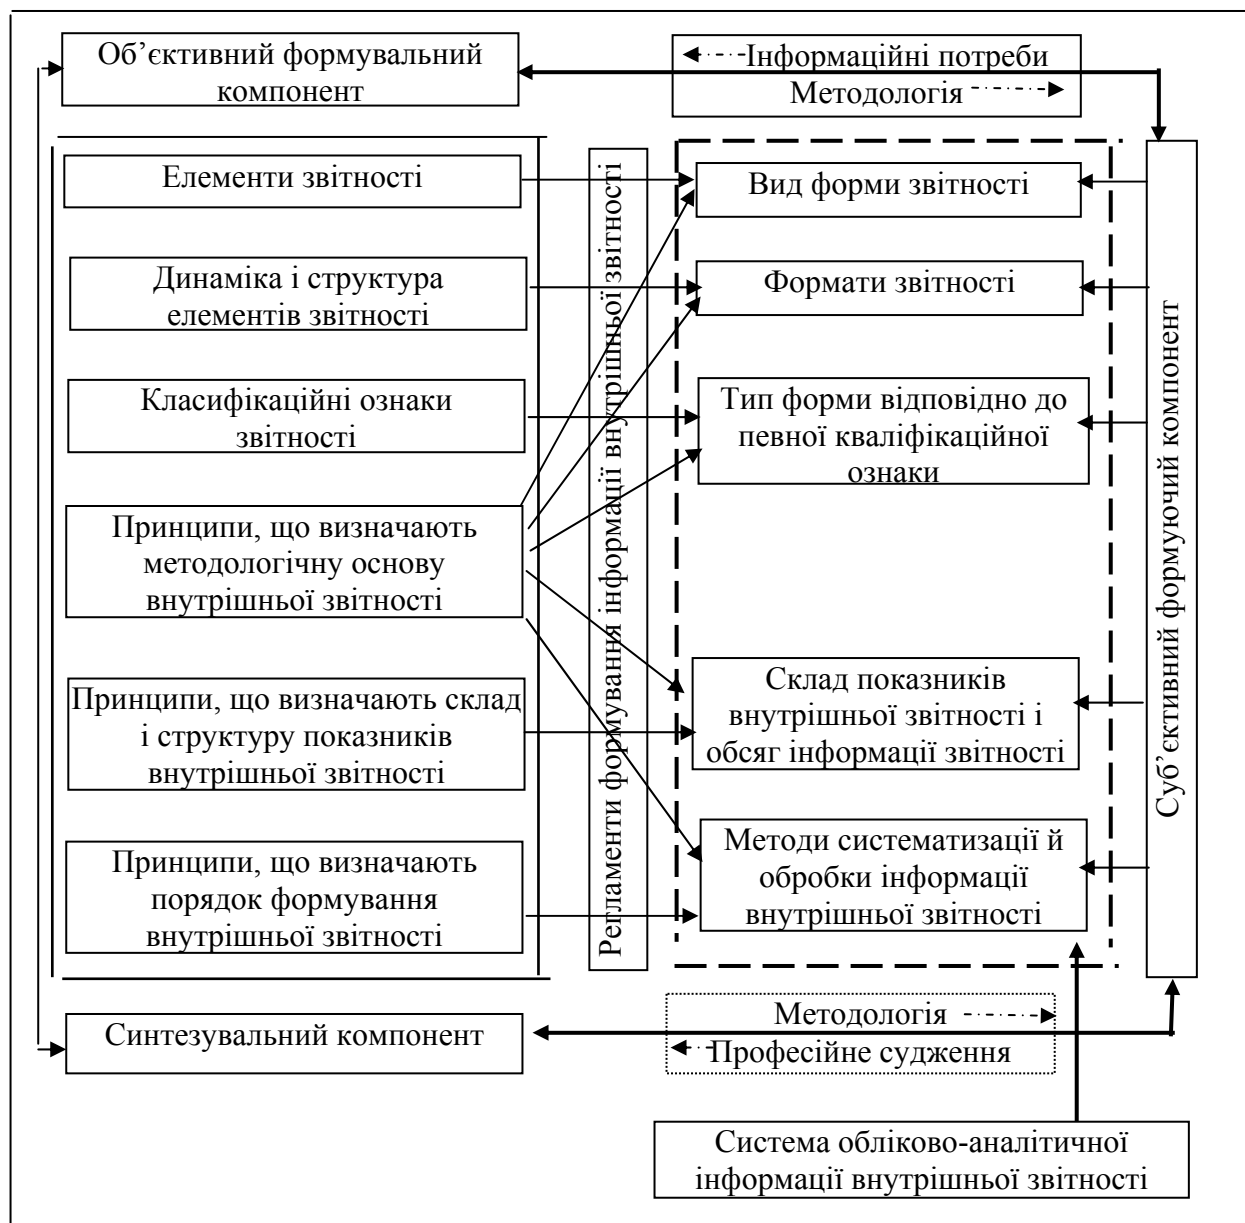 Об’єктивний формувальний
компонент
Інформаційні потреби
Методологія
Елементи звітності
Динаміка і структура
елементів звітності
Класифікаційні ознаки
звітності
Принципи, що визначають
методологічну основу
внутрішньої звітності
Принципи, що визначають склад
і структуру показників
внутрішньої звітності
Принципи, що визначають
порядок формування
внутрішньої звітності
Регламенти формування інформації внутрішньої звітності
Вид форми звітності
Формати звітності
Тип форми відповідно до
певної кваліфікаційної
ознаки
Склад показників
внутрішньої звітності і
обсяг інформації звітності
Методи систематизації й
обробки інформації
внутрішньої звітності
Суб’єктивний формуючий компонент
Синтезувальний компонент
Методологія
Професійне судження
Система обліково-аналітичної
інформації внутрішньої звітності